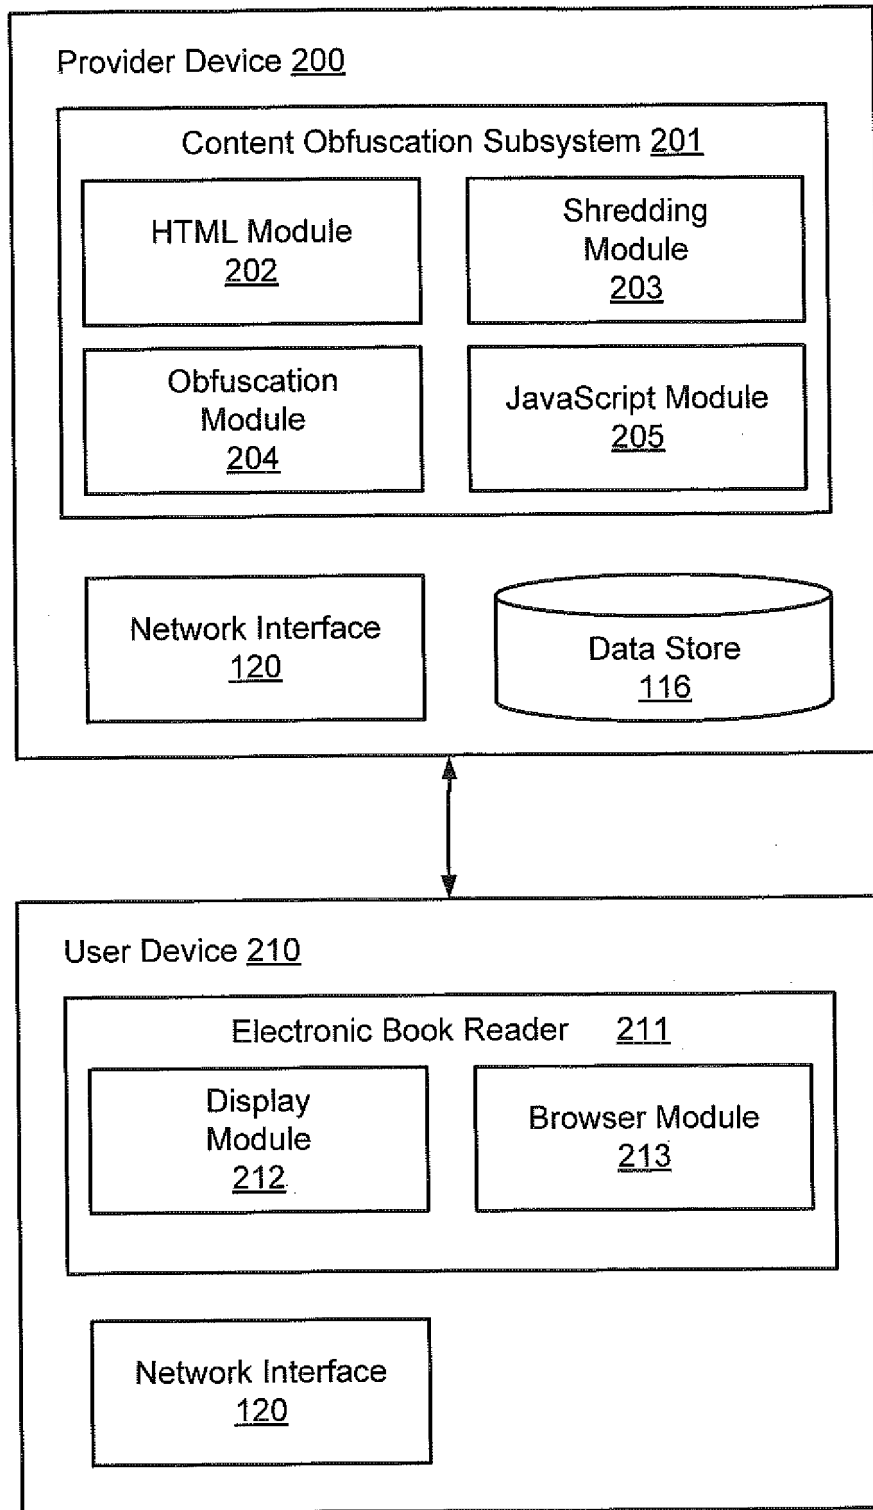 Provider Device 200
Content Obfuscation Subsystem 201
HTML Module
202
Shredding
Module
203
Obfuscation
Module
204
JavaScript Module
205
Network Interface
120
Data Store
116
User Device 210
Electronic Book Reader 211
Display
Module
212
Browser Module
213
Network Interface
120